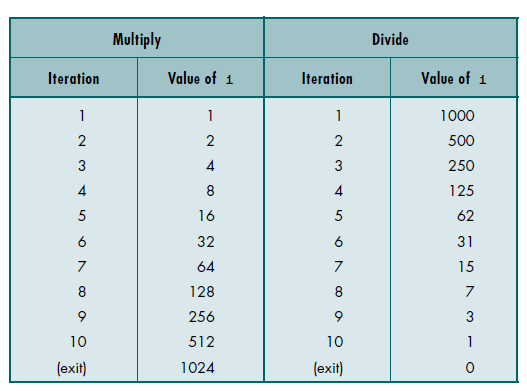 Multiply Divide
Iteration Value of i Iteration Value of i
1 1 1 1000
2 2 2 500
3 4 3 250
4 8 4 125
5 16 5 62
6 32 6 31
7 64 7 15
8 128 8 7
9 256 9 3
10 512 10 1
(exit) 1024 (exit) 0